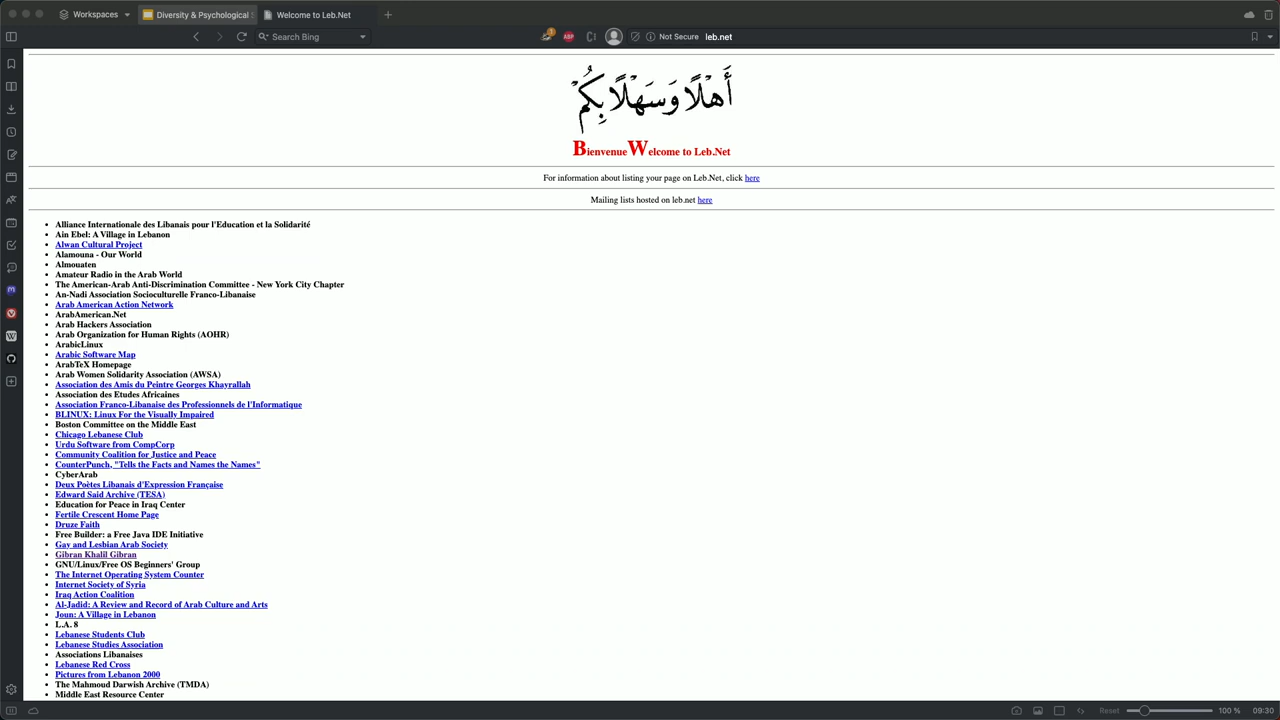 Workspaces
Diversity & Psychological
Welcome to Leb.Net
Search Bing
Not Secure leb.net
أَهْلًا وَسَهْلًا بِكُمْ
Bienvenue Welcome to Leb.Net
For information about listing your page on Leb.Net, click here
Mailing lists hosted on leb.net here
Alliance Internationale des Libanais pour l'Education et la Solidarité
Ain Ebel: A Village in Lebanon
Alwan Cultural Project
Alamouna - Our World
Almouaten
Amateur Radio in the Arab World
The American-Arab Anti-Discrimination Committee - New York City Chapter
An-Nadi Association Socioculturelle Franco-Libanaise
Arab American Action Network
ArabAmerican.Net
Arab Hackers Association
Arab Organization for Human Rights (AOHR)
ArabicLinux
Arabic Software Map
ArabTeX Homepage
Arab Women Solidarity Association (AWSA)
Association des Amis du Peintre Georges Khayrallah
Association des Etudes Africaines
Association Franco-Libanaise des Professionnels de l'Informatique
BLINUX: Linux For the Visually Impaired
Boston Committee on the Middle East
Chicago Lebanese Club
Urdu Software from CompCorp
Community Coalition for Justice and Peace
CounterPunch, "Tells the Facts and Names the Names"
CyberArab
Deux Poètes Libanais d'Expression Française
Edward Said Archive (TESA)
Education for Peace in Iraq Center
Fertile Crescent Home Page
Druze Faith
Free Builder: a Free Java IDE Initiative
Gay and Lesbian Arab Society
Gibran Khalil Gibran
GNU/Linux/Free OS Beginners' Group
The Internet Operating System Counter
Internet Society of Syria
Iraq Action Coalition
Al-Jadid: A Review and Record of Arab Culture and Arts
Joun: A Village in Lebanon
L.A. 8
Lebanese Students Club
Lebanese Studies Association
Associations Libanaises
Lebanese Red Cross
Pictures from Lebanon 2000
The Mahmoud Darwish Archive (TMDA)
Middle East Resource Center
Reset 100 % 09:30